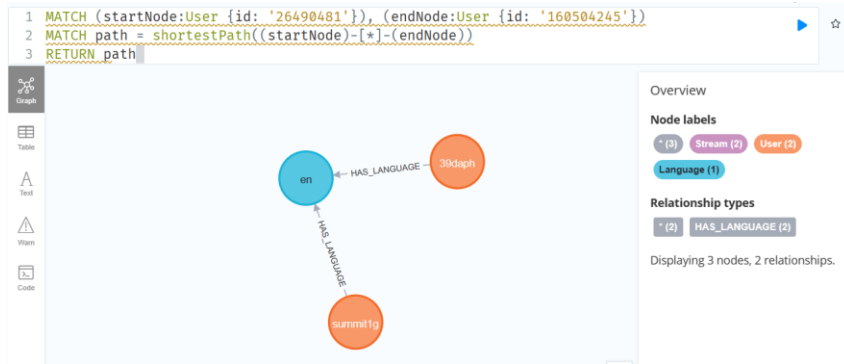 1 MATCH (startNode:User {id: '26490481'}), (endNode:User {id: '160504245'})
2 MATCH path = shortestPath((startNode)-[*]-(endNode))
3 RETURN path
Graph
Table
A
Text
Warn
Code
en
HAS_LANGUAGE
39daph
HAS_LANGUAGE
summit1g
Overview
Node labels
* (3) Stream (2) User (2)
Language (1)
Relationship types
* (2) HAS_LANGUAGE (2)
Displaying 3 nodes, 2 relationships.